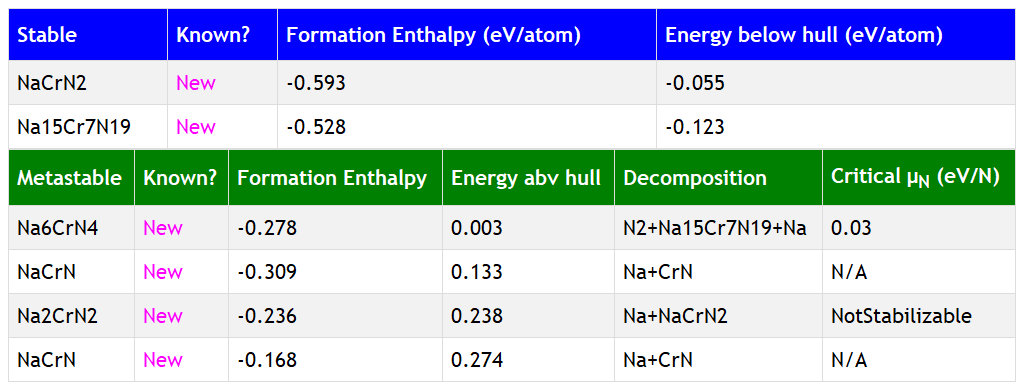 Stable Known? Formation Enthalpy (eV/atom) Energy below hull (eV/atom)
NaCrN2 New -0.593 -0.055
Na15Cr7N19 New -0.528 -0.123
Metastable Known? Formation Enthalpy Energy abv hull Decomposition Critical μN (eV/N)
Na6CrN4 New -0.278 0.003 N2+Na15Cr7N19+Na 0.03
NaCrN New -0.309 0.133 Na+CrN N/A
Na2CrN2 New -0.236 0.238 Na+NaCrN2 NotStabilizable
NaCrN New -0.168 0.274 Na+CrN N/A